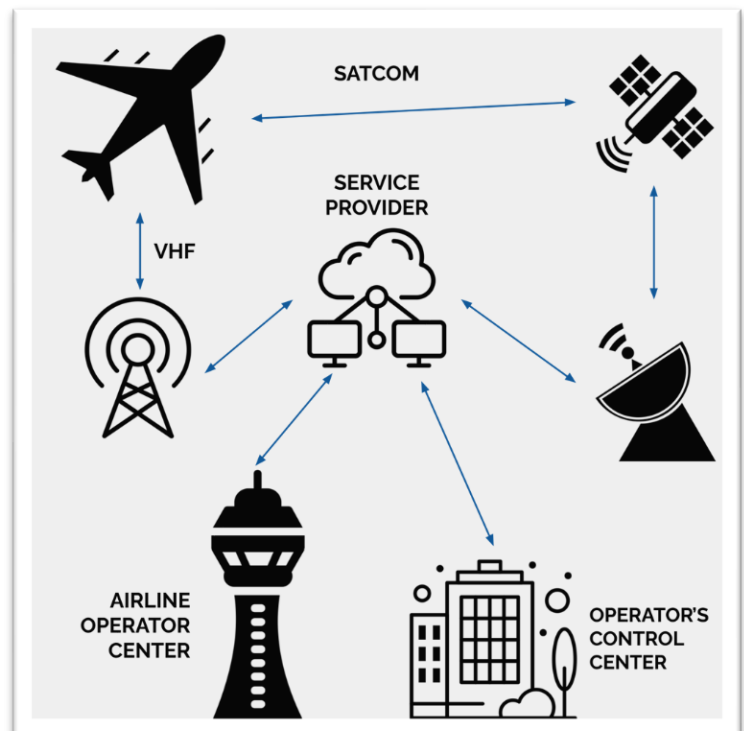 SATCOM
SERVICE
PROVIDER
VHF
AIRLINE
OPERATOR
CENTER
OPERATOR'S
CONTROL
CENTER